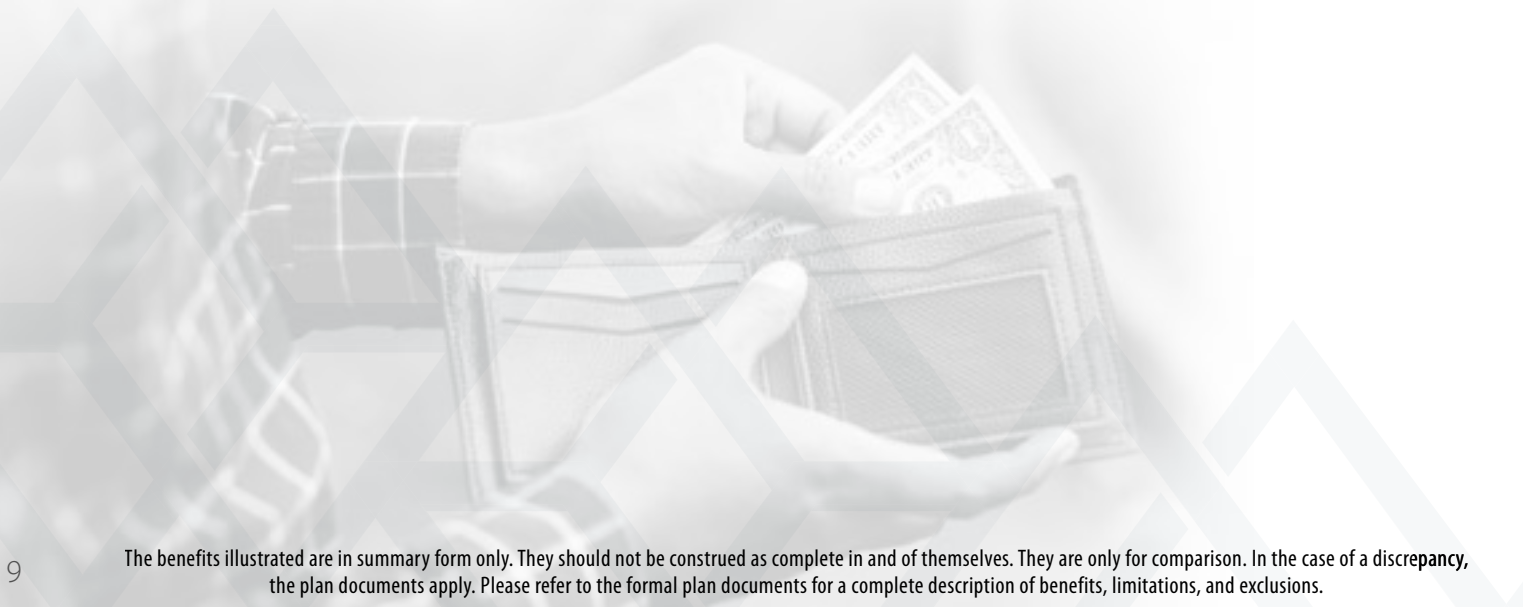 9
The benefits illustrated are in summary form only. They should not be construed as complete in and of themselves. They are only for comparison. In the case of a discrepancy,
the plan documents apply. Please refer to the formal plan documents for a complete description of benefits, limitations, and exclusions.